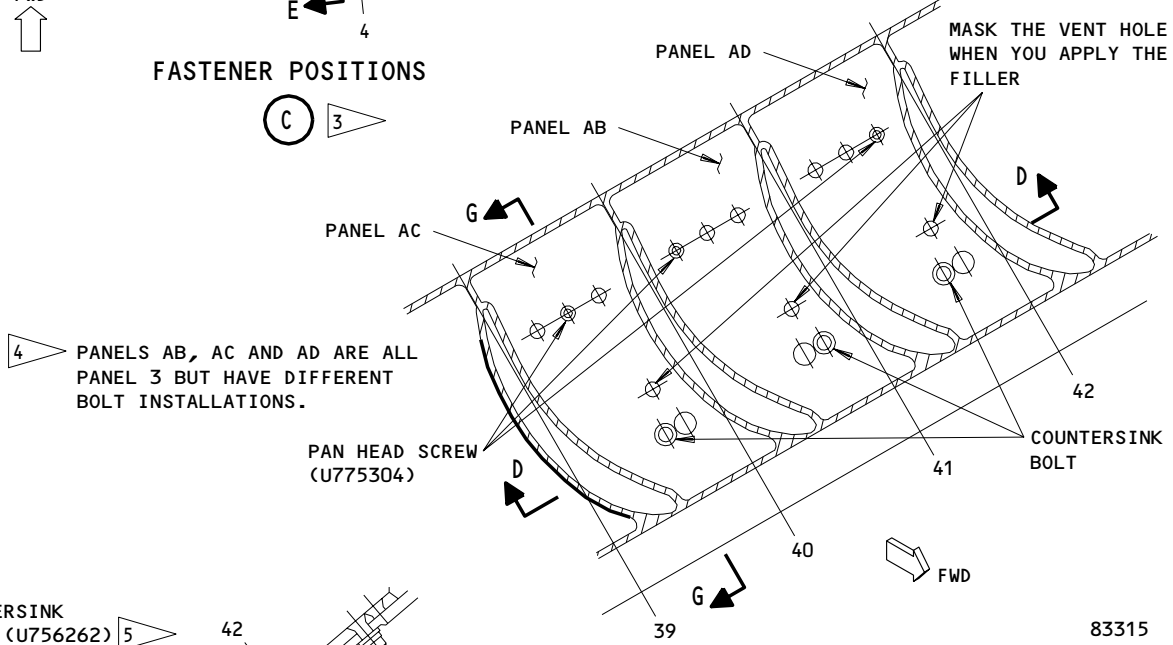 E
4
FASTENER POSITIONS
C
3
PANEL AD
MASK THE VENT HOLE
WHEN YOU APPLY THE
FILLER
PANEL AB
D
G
PANEL AC
4
PANELS AB, AC AND AD ARE ALL
PANEL 3 BUT HAVE DIFFERENT
BOLT INSTALLATIONS.
42
PAN HEAD SCREW
(U775304)
COUNTERSINK
BOLT
D
41
40
FWD
G
39
ERSINK
(U756262)
5
42
83315